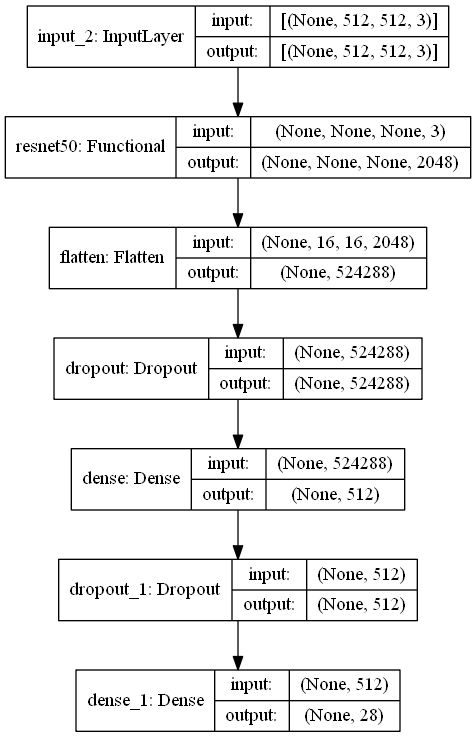 input_2: InputLayer
input: [(None, 512, 512, 3)]
output: [(None, 512, 512, 3)]
resnet50: Functional
input: (None, None, None, 3)
output: (None, None, None, 2048)
flatten: Flatten
input: (None, 16, 16, 2048)
output: (None, 524288)
dropout: Dropout
input: (None, 524288)
output: (None, 524288)
dense: Dense
input: (None, 524288)
output: (None, 512)
dropout_1: Dropout
input: (None, 512)
output: (None, 512)
dense_1: Dense
input: (None, 512)
output: (None, 28)